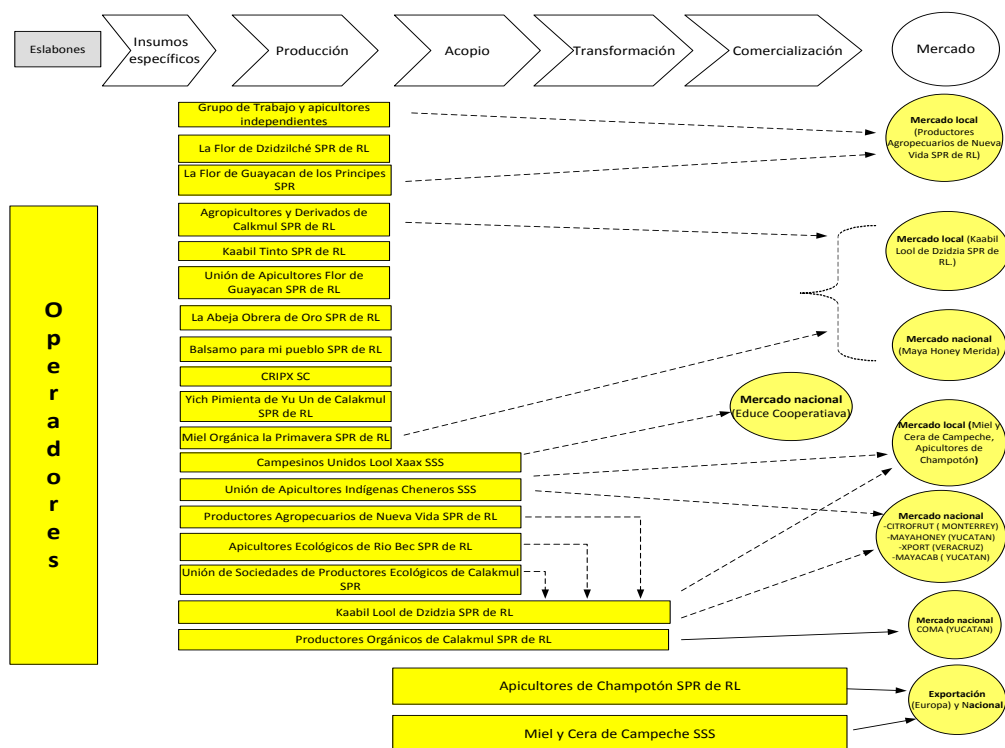 Eslabones
Insumos
específicos
Producción
Acopio
Transformación
Comercialización
Mercado
Operadores
Grupo de Trabajo y apicultores
independientes
La Flor de Dzidzilché SPR de RL
La Flor de Guayacan de los Principes
SPR
Agropicultores y Derivados de
Calkmul SPR de RL
Kaabil Tinto SPR de RL
Unión de Apicultores Flor de
Guayacan SPR de RL
La Abeja Obrera de Oro SPR de RL
Balsamo para mi pueblo SPR de RL
CRIPX SC
Yich Pimienta de Yu Un de Calakmul
SPR de RL
Miel Orgánica la Primavera SPR de RL
Campesinos Unidos Lool Xaax SSS
Unión de Apicultores Indígenas Cheneros SSS
Productores Agropecuarios de Nueva Vida SPR de RL
Apicultores Ecológicos de Rio Bec SPR de RL
Unión de Sociedades de Productores Ecológicos de Calakmul
SPR
Kaabil Lool de Dzidzia SPR de RL
Productores Orgánicos de Calakmul SPR de RL
Apicultores de Champotón SPR de RL
Miel y Cera de Campeche SSS
Mercado local
(Productores
Agropecuarios de Nueva
Vida SPR de RL)
Mercado local (Kaabil
Lool de Dzidzia SPR de
RL.)
Mercado nacional
(Maya Honey Merida)
Mercado nacional
(Educe Cooperatiava)
Mercado local (Miel y
Cera de Campeche,
Apicultores de
Champotón)
Mercado nacional
-CITROFRUT ( MONTERREY)
-MAYAHONEY (YUCATAN)
-XPORT (VERACRUZ)
-MAYACAB ( YUCATAN)
Mercado nacional
COMA (YUCATAN)
Exportación
(Europa) y Nacional.